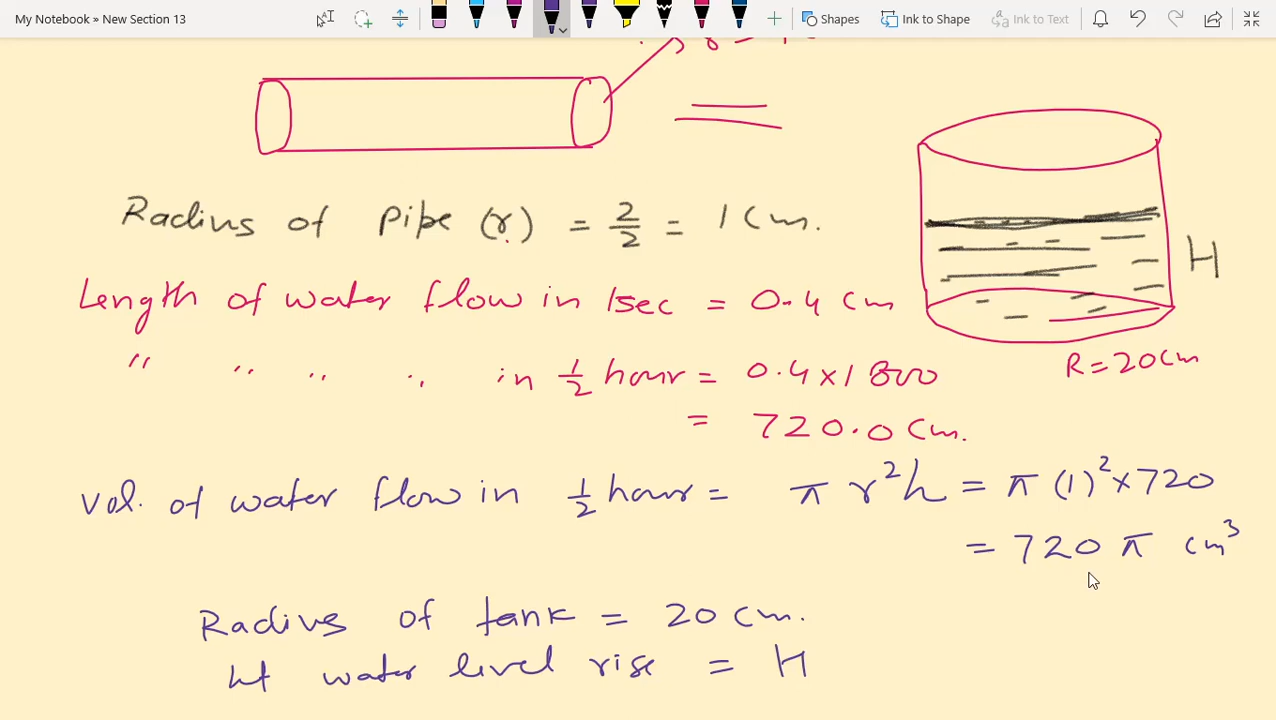 My Notebook » New Section 13
Shapes
Ink to Shape
Ink to Text
Radius of Pipe (r) = 2/2 = 1 Cm.
H
Length of water flow in 1sec = 0.4 Cm
R = 20 Cm
" " " " in 1/2 hour = 0.4 x 1800
= 720.0 Cm.
Vol. of water flow in 1/2 hour = π r²h = π (1)² x 720
= 720 π cm³
Radius of tank = 20 cm.
Let water level rise = H